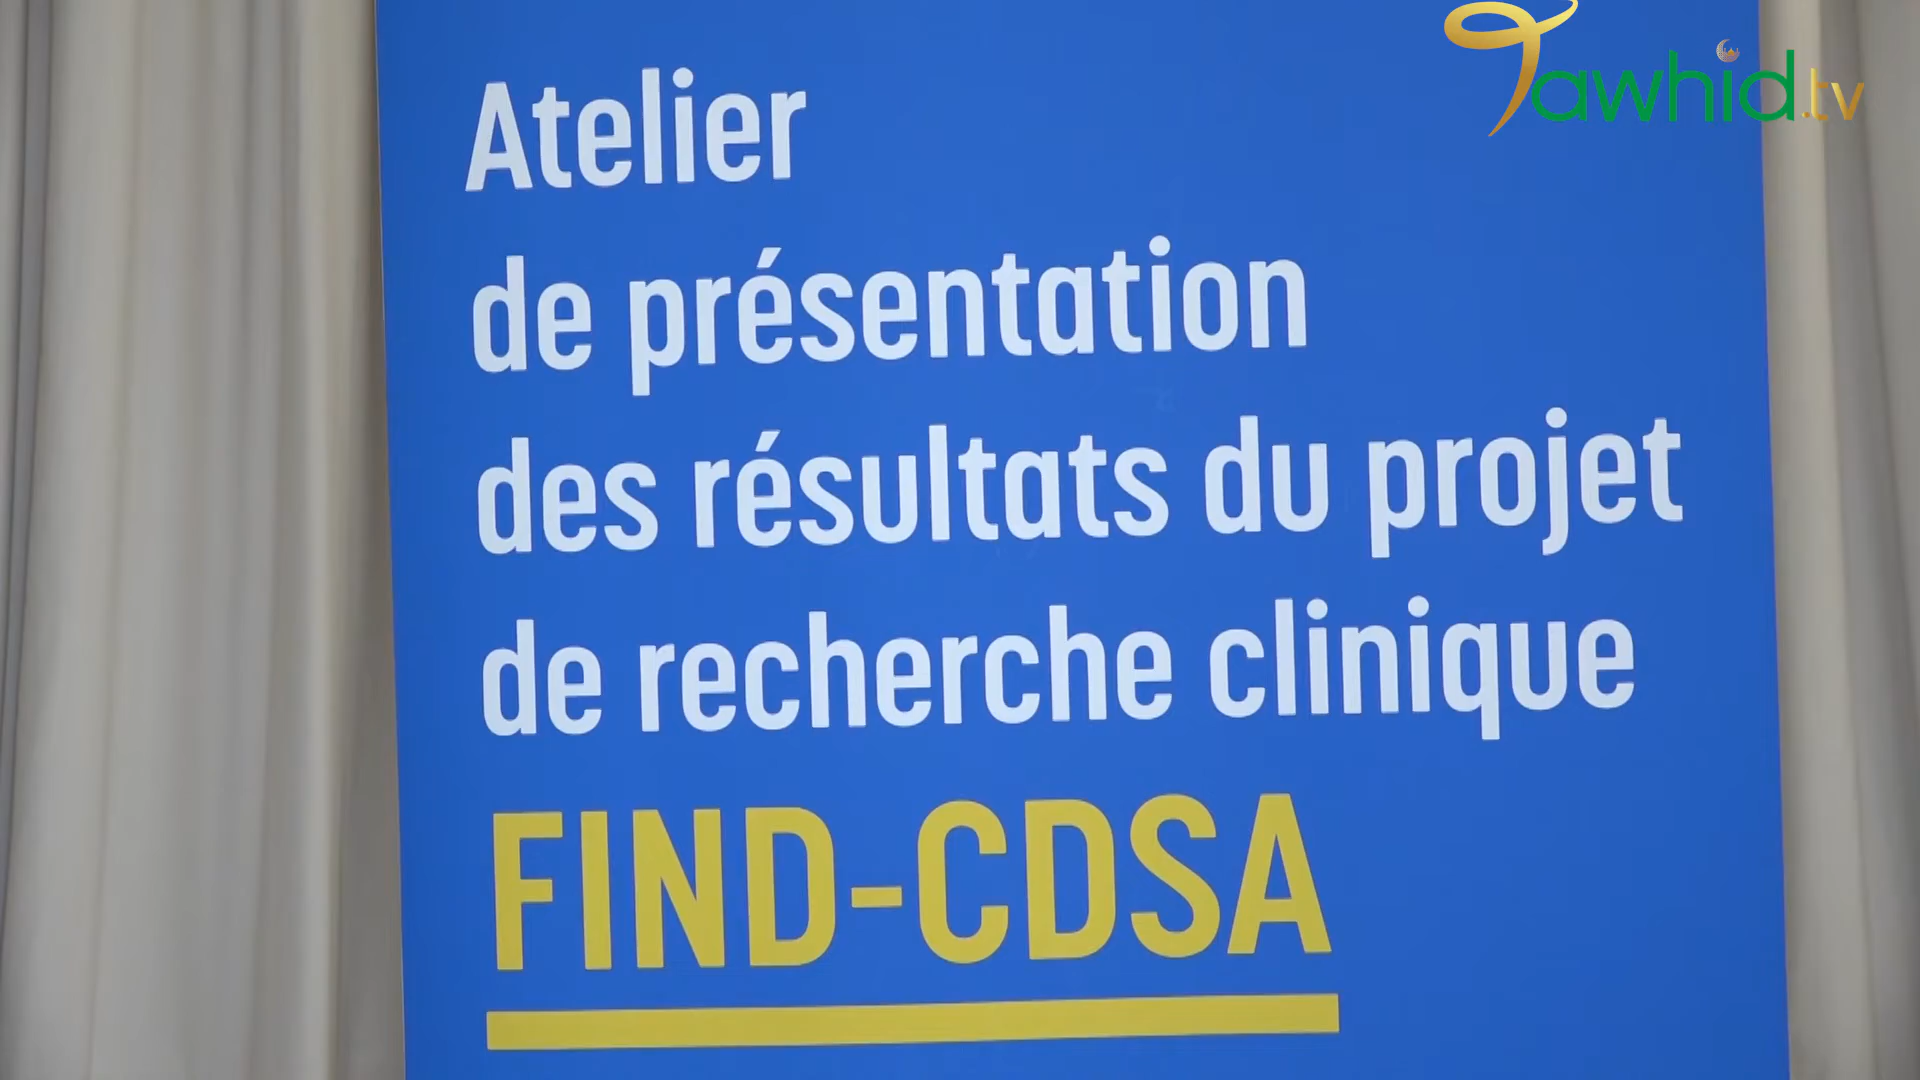 Tawhid.tv
Atelier
de présentation
des résultats du projet
de recherche clinique
FIND-CDSA